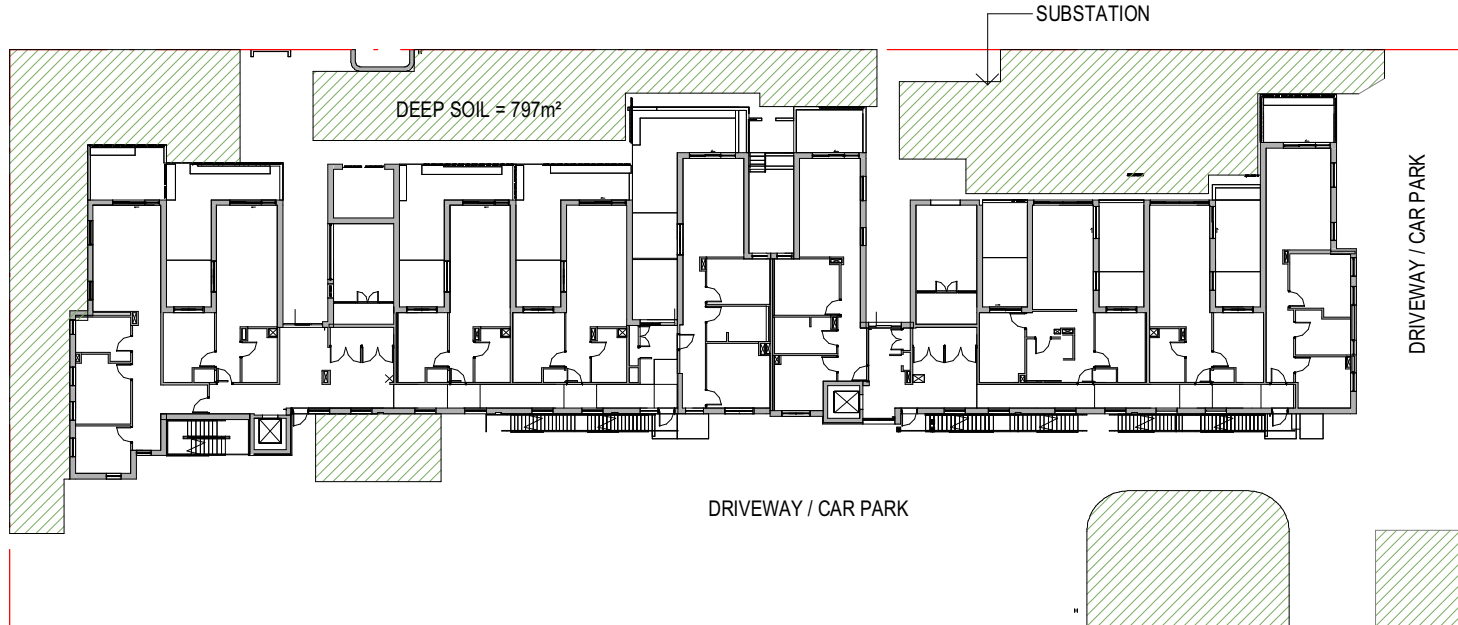 SUBSTATION
DEEP SOIL = 797m²
DRIVEWAY / CAR PARK
DRIVEWAY / CAR PARK